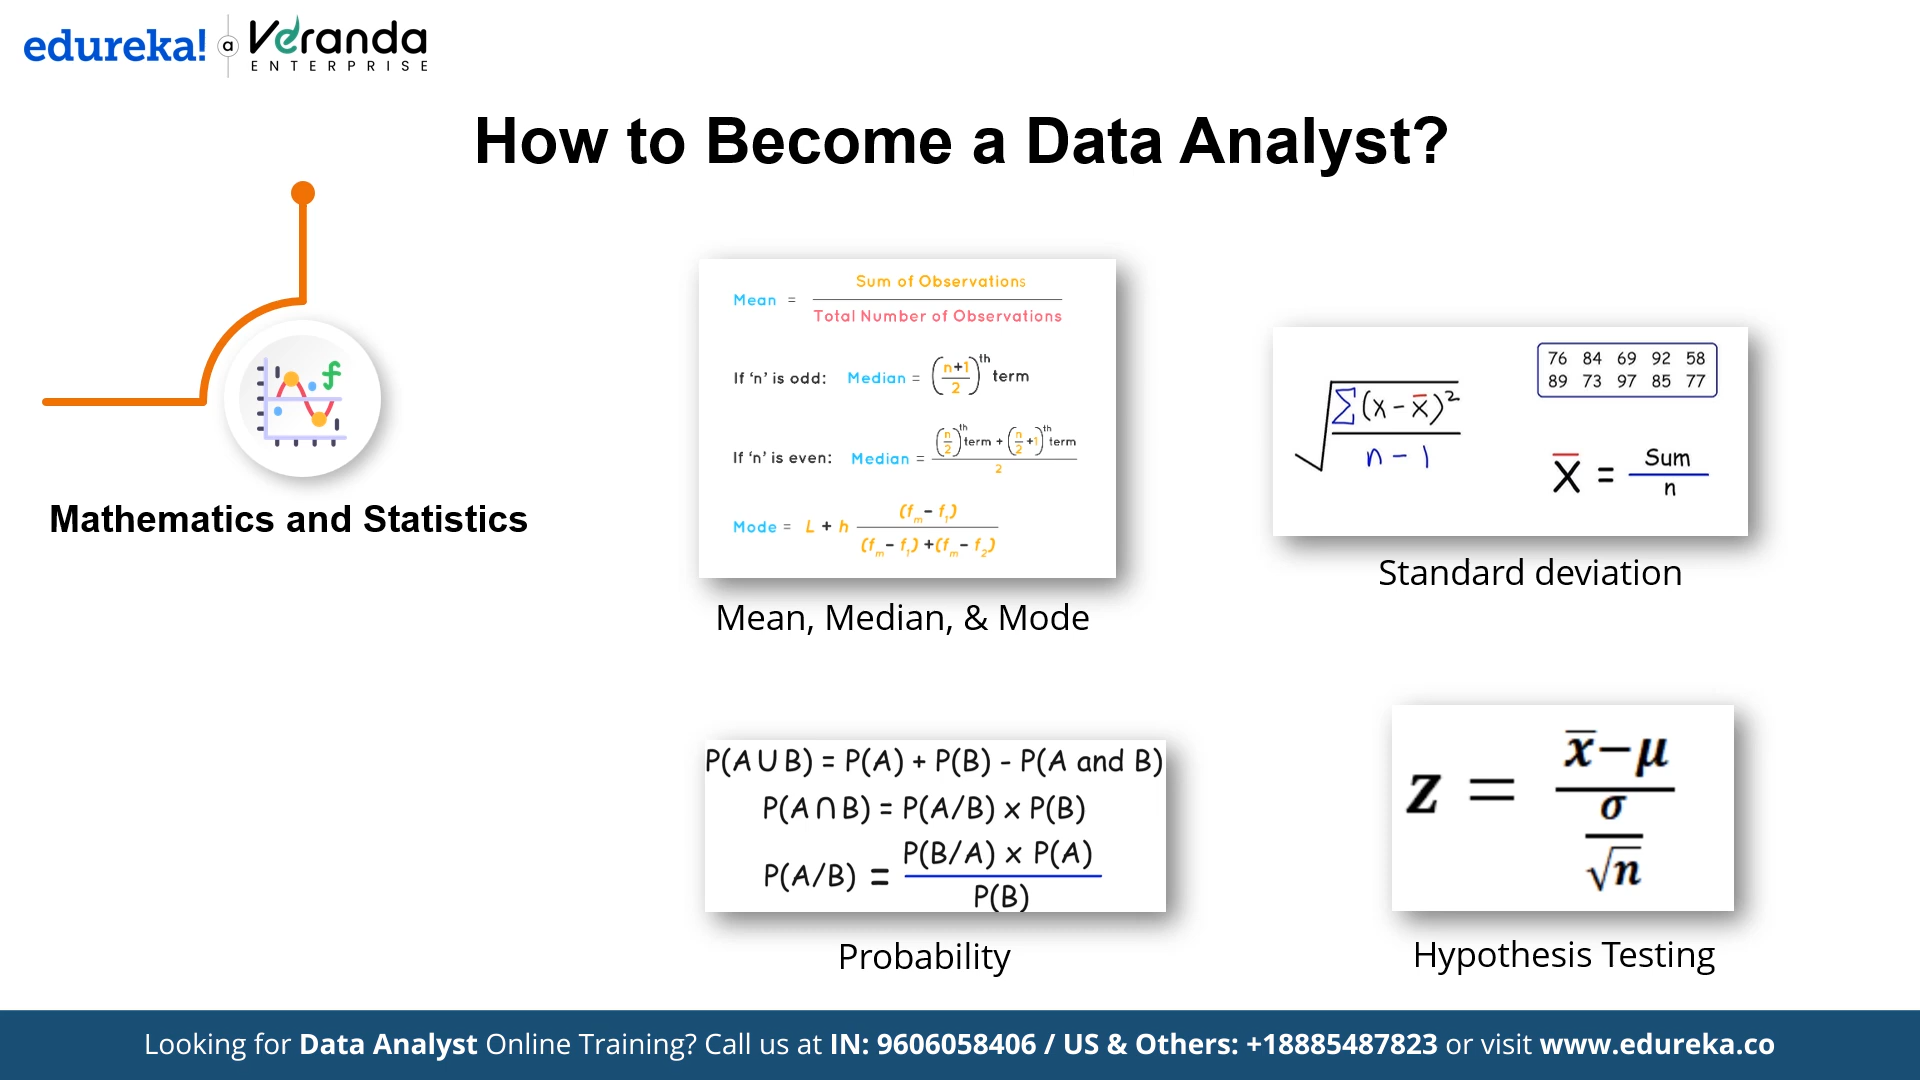 edureka! a Veranda
ENTERPRISE
How to Become a Data Analyst?
f
Mathematics and Statistics
Mean = Sum of Observations / Total Number of Observations
If ‘n’ is odd: Median = (n+1 / 2)th term
If ‘n’ is even: Median = (n/2)th term + (n/2 +1)th term / 2
Mode = L + h (fm - f1) / (fm - f1) + (fm - f2)
Mean, Median, & Mode
76 84 69 92 58
89 73 97 85 77
√ Σ(x - x̄)² / n - 1
X̄ = Sum / n
Standard deviation
P(A∪B) = P(A) + P(B) - P(A and B)
P(A∩B) = P(A/B) x P(B)
P(A/B) = P(B/A) x P(A) / P(B)
Probability
z = x̄−μ / σ/√n
Hypothesis Testing
Looking for Data Analyst Online Training? Call us at IN: 9606058406 / US & Others: +18885487823 or visit www.edureka.co